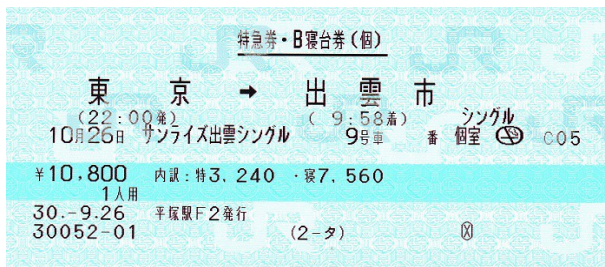 特急券・B寝台券(個)
東京 → 出雲市
(22:00発) (9:58着) シングル
10月26日 サンライズ出雲シングル 9号車 番 個室 C05
¥10,800 内訳:特3,240・寝7,560
1人用
30.-9.26 平塚駅F2発行
30052-01 (2-タ) X